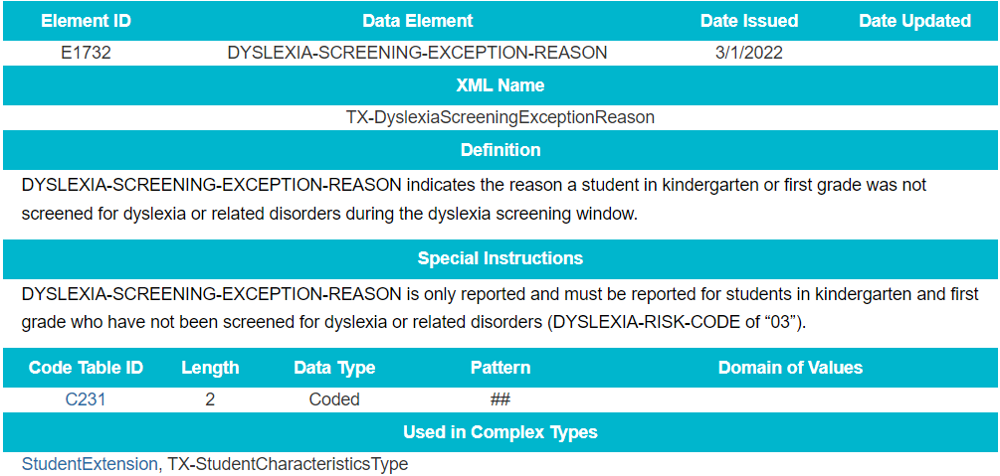 Element ID Data Element Date Issued Date Updated
E1732 DYSLEXIA-SCREENING-EXCEPTION-REASON 3/1/2022
XML Name
TX-DyslexiaScreeningExceptionReason
Definition
DYSLEXIA-SCREENING-EXCEPTION-REASON indicates the reason a student in kindergarten or first grade was not
screened for dyslexia or related disorders during the dyslexia screening window.
Special Instructions
DYSLEXIA-SCREENING-EXCEPTION-REASON is only reported and must be reported for students in kindergarten and first
grade who have not been screened for dyslexia or related disorders (DYSLEXIA-RISK-CODE of “03”).
Code Table ID Length Data Type Pattern Domain of Values
C231 2 Coded ##
Used in Complex Types
StudentExtension, TX-StudentCharacteristicsType